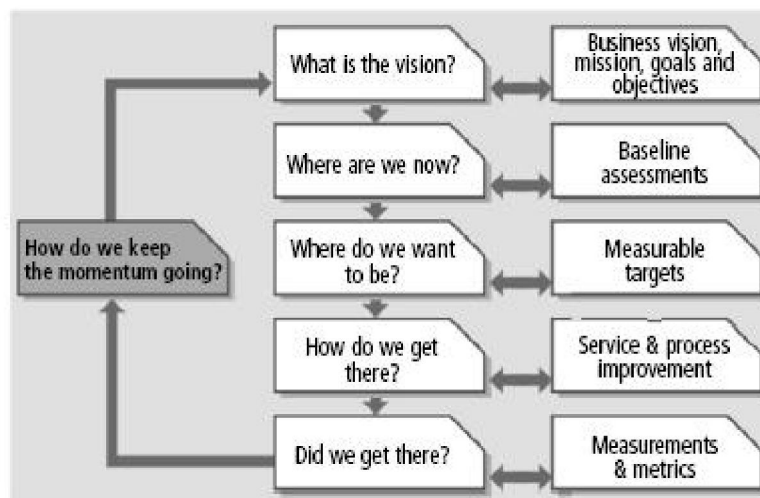 What is the vision?
Business vision,
mission, goals and
objectives
Where are we now?
Baseline
assessments
How do we keep
the momentum going?
Where do we want
to be?
Measurable
targets
How do we get
there?
Service & process
improvement
Did we get there?
Measurements
& metrics